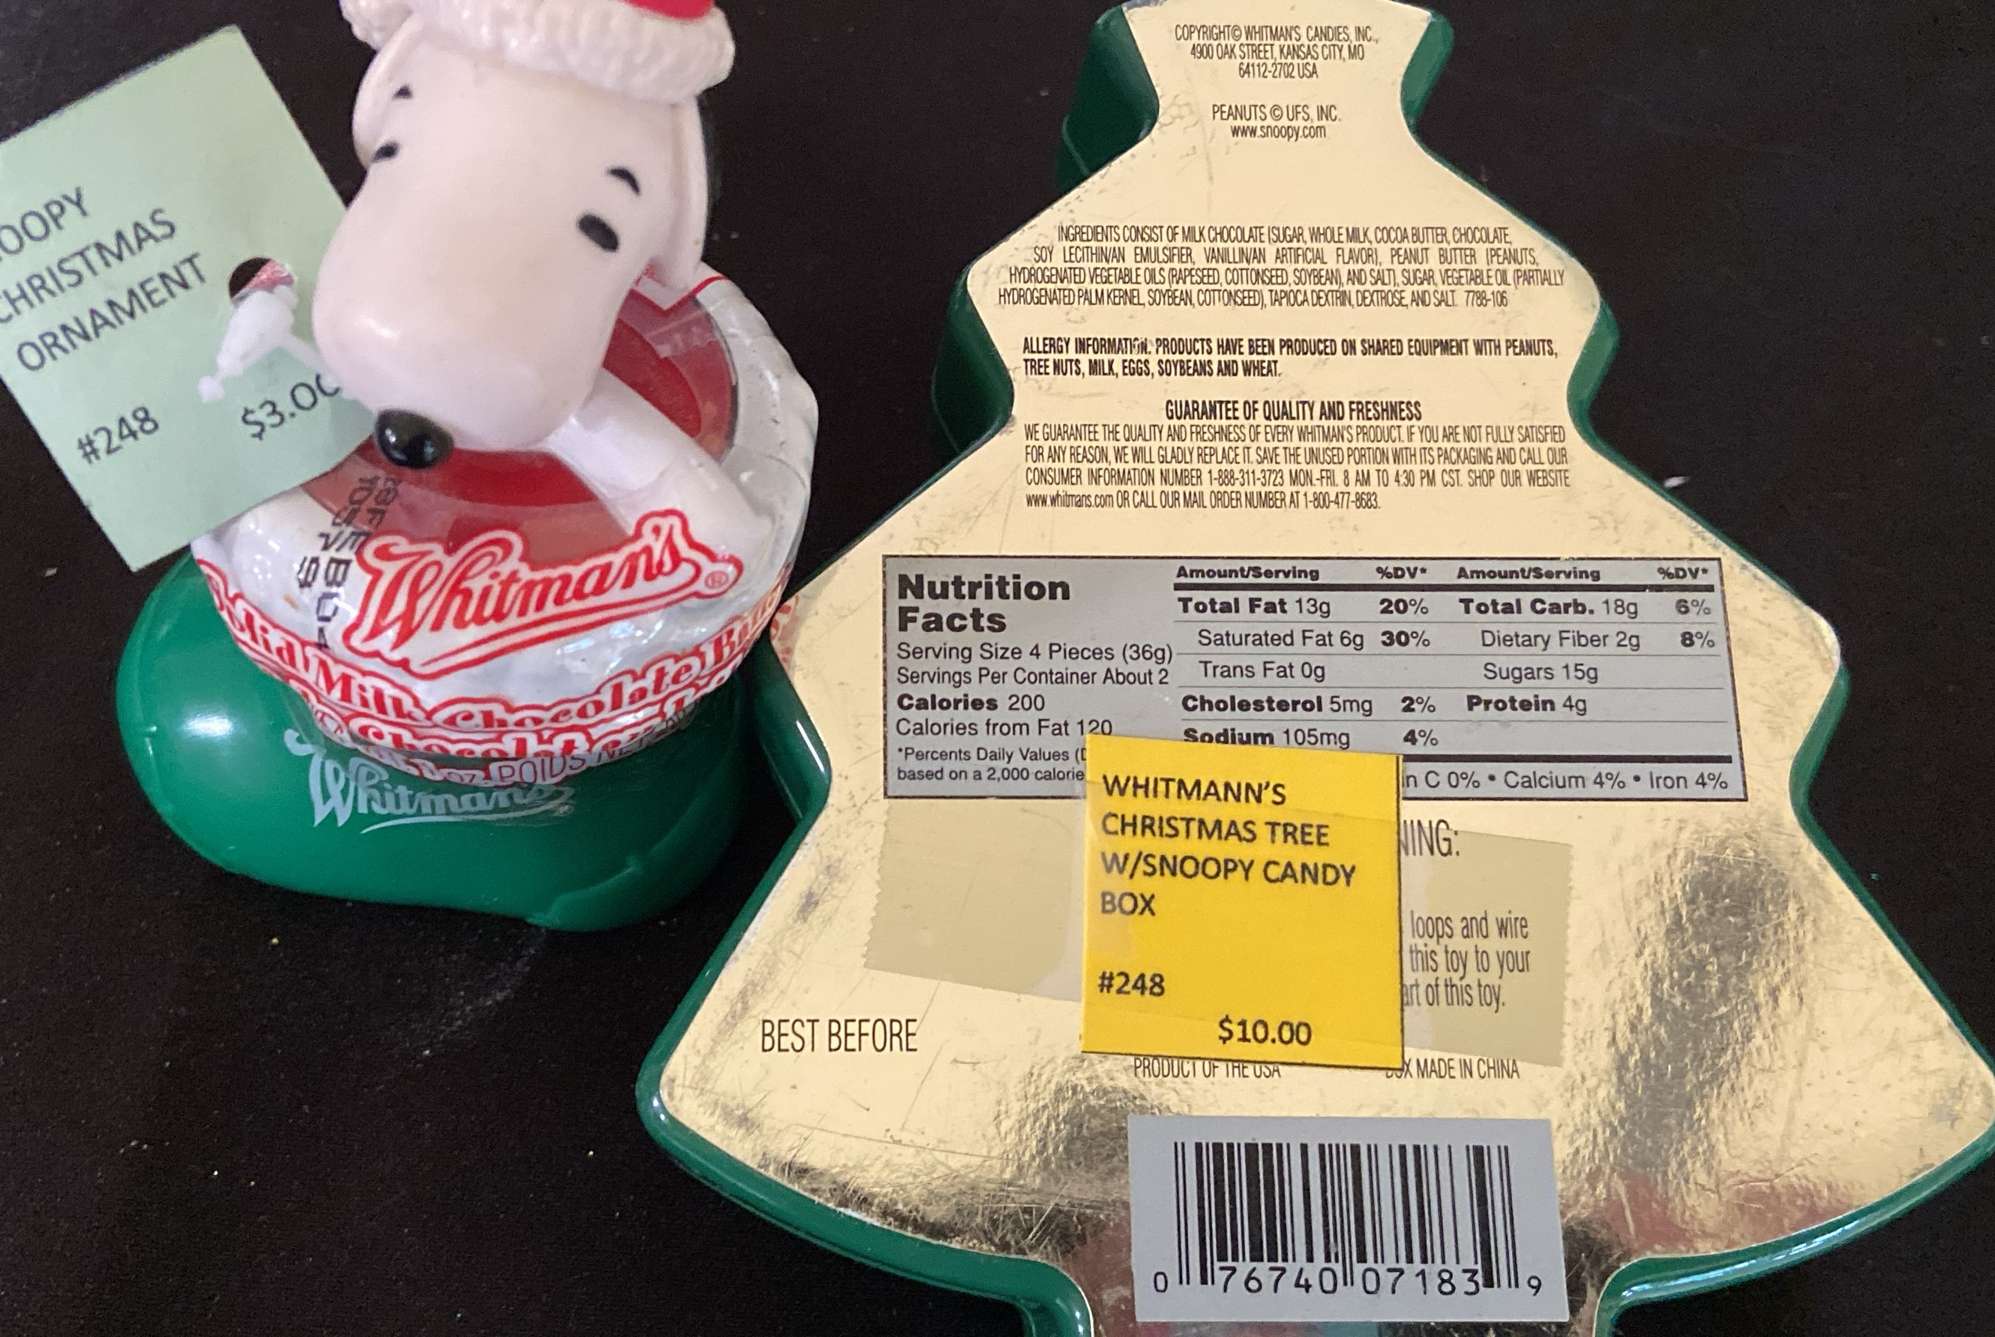 OOPY
CHRISTMAS
ORNAMENT
#248
$3.00
Whitman's®
Milk Chocolate
POIDS NET
Whitman's
COPYRIGHT© WHITMAN'S CANDIES, INC.,
4900 OAK STREET, KANSAS CITY, MO
64112-2702 USA
PEANUTS © UFS, INC.
www.snoopy.com
INGREDIENTS CONSIST OF MILK CHOCOLATE (SUGAR, WHOLE MILK, COCOA BUTTER, CHOCOLATE,
SOY LECITHIN/AN EMULSIFIER, VANILLIN/AN ARTIFICIAL FLAVOR), PEANUT BUTTER (PEANUTS,
HYDROGENATED VEGETABLE OILS (RAPESEED, COTTONSEED, SOYBEAN), AND SALT), SUGAR, VEGETABLE OIL (PARTIALLY
HYDROGENATED PALM KERNEL, SOYBEAN, COTTONSEED), TAPIOCA DEXTRIN, DEXTROSE, AND SALT. 7788-106
ALLERGY INFORMATION: PRODUCTS HAVE BEEN PRODUCED ON SHARED EQUIPMENT WITH PEANUTS,
TREE NUTS, MILK, EGGS, SOYBEANS AND WHEAT.
GUARANTEE OF QUALITY AND FRESHNESS
WE GUARANTEE THE QUALITY AND FRESHNESS OF EVERY WHITMAN'S PRODUCT. IF YOU ARE NOT FULLY SATISFIED
FOR ANY REASON, WE WILL GLADLY REPLACE IT. SAVE THE UNUSED PORTION WITH ITS PACKAGING AND CALL OUR
CONSUMER INFORMATION NUMBER 1-888-311-3723 MON.-FRI. 8 AM TO 4:30 PM CST. SHOP OUR WEBSITE
www.whitmans.com OR CALL OUR MAIL ORDER NUMBER AT 1-800-477-8683.
Nutrition
Facts
Serving Size 4 Pieces (36g)
Servings Per Container About 2
Calories 200
Calories from Fat 120
*Percents Daily Values (D
based on a 2,000 calorie
Amount/Serving %DV* Amount/Serving %DV*
Total Fat 13g 20% Total Carb. 18g 6%
Saturated Fat 6g 30% Dietary Fiber 2g 8%
Trans Fat 0g Sugars 15g
Cholesterol 5mg 2% Protein 4g
Sodium 105mg 4%
n C 0% • Calcium 4% • Iron 4%
WHITMANN'S
CHRISTMAS TREE
W/SNOOPY CANDY
BOX
#248
$10.00
NING:
loops and wire
this toy to your
art of this toy.
BEST BEFORE
PRODUCT OF THE USA
BOX MADE IN CHINA
0 76740 07183 9